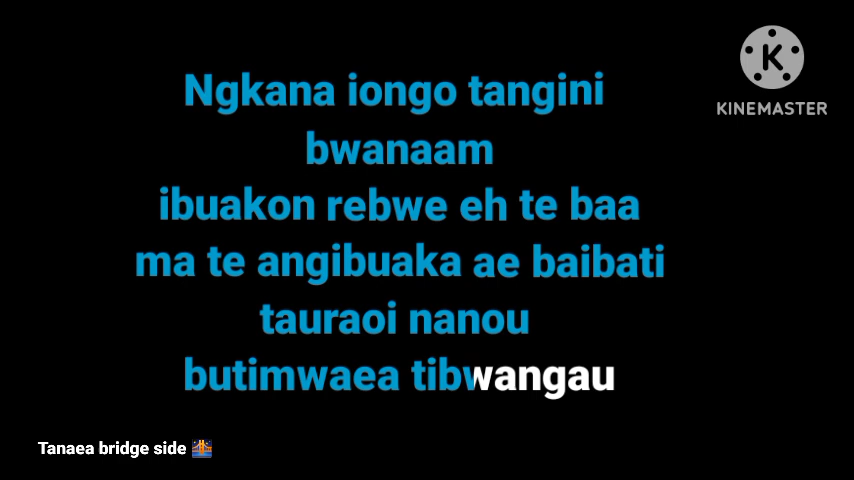 Ngkana iongo tangini
bwanaam
ibuakon rebwe eh te baa
ma te angibuaka ae baibati
tauraoi nanou
butimwaea tibwangau
KINEMASTER
Tanaea bridge side 🌉